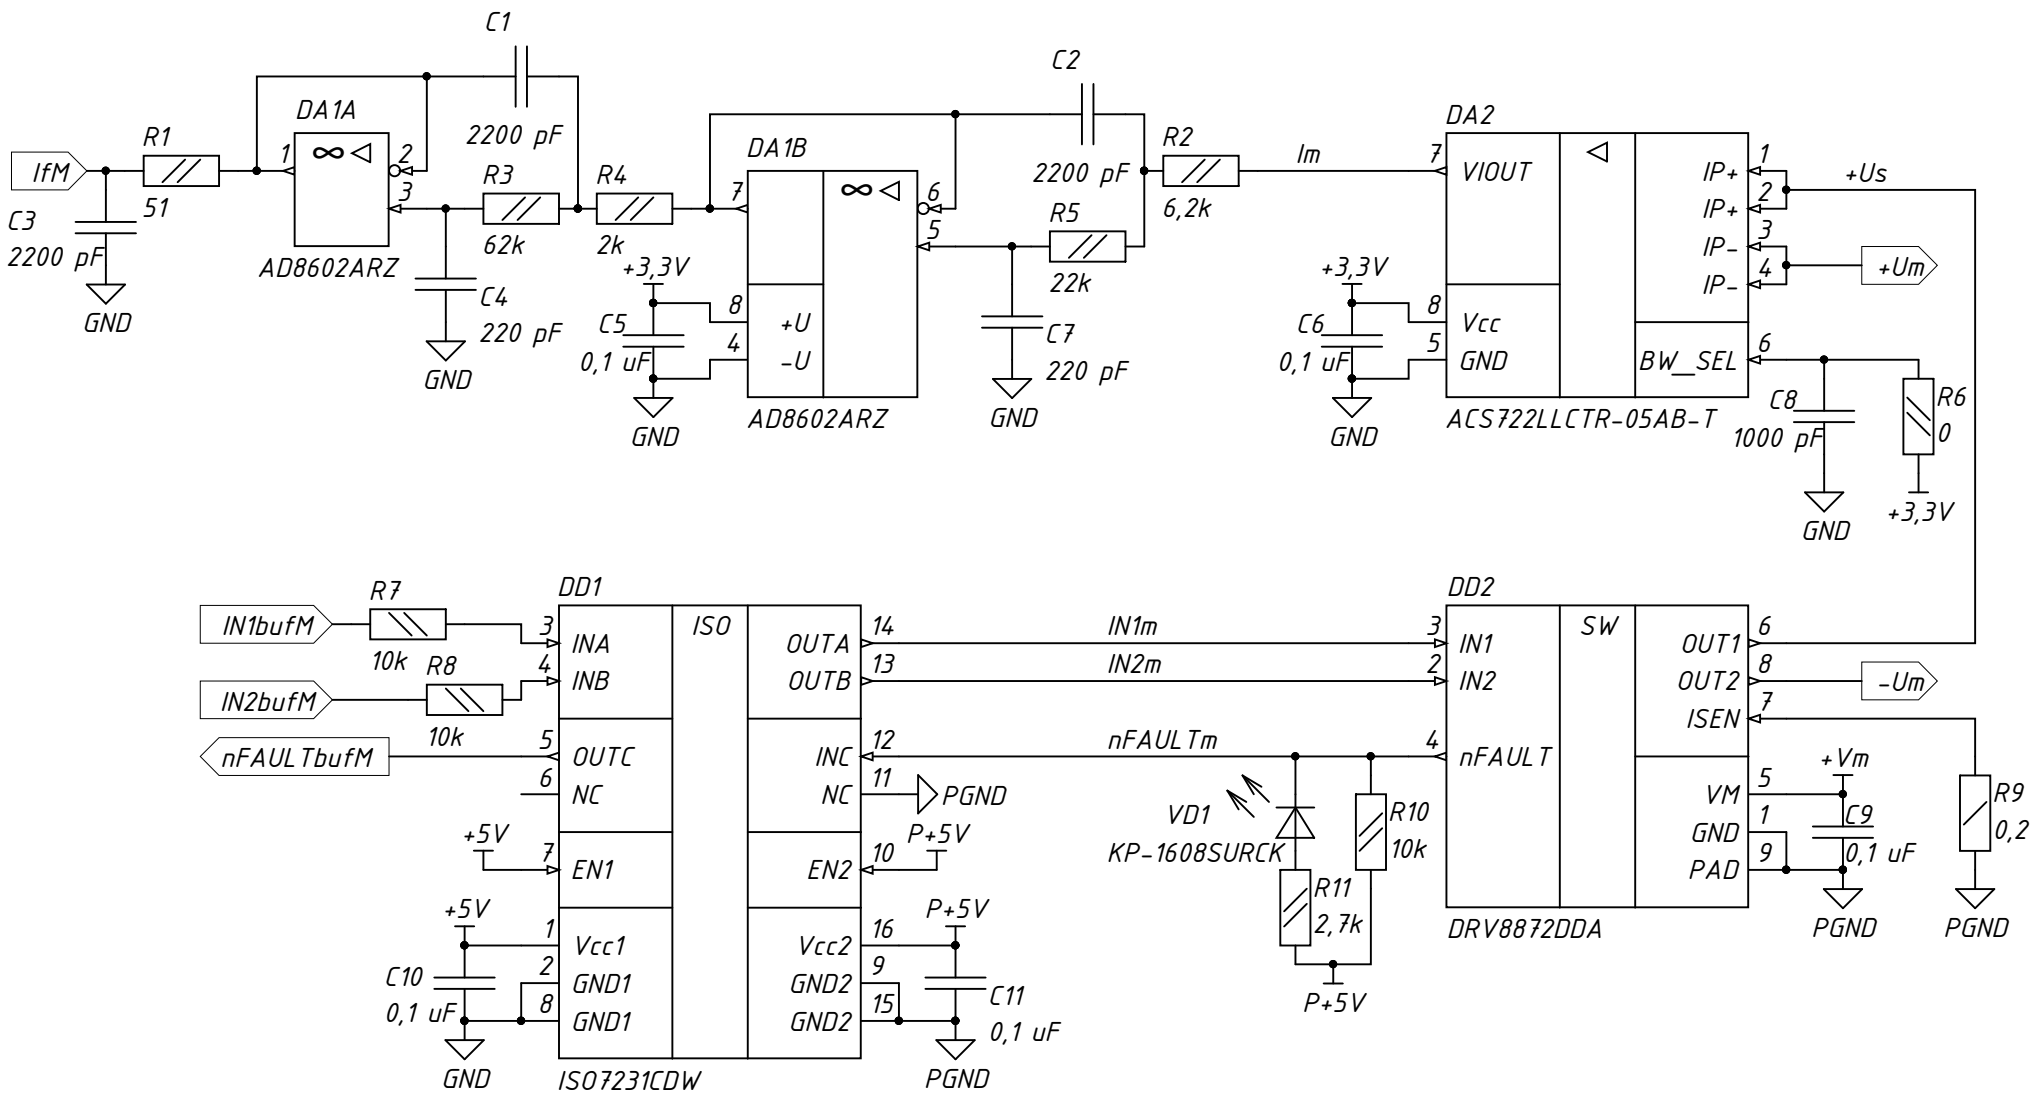 C1
C2
DA1A
DA2
R1
2200 pF
DA1B
R2
IfM
1
∞
2
3
R3
R4
7
∞
6
5
2200 pF
Im
7
VIOUT
IP+
1
+Us
IP+
2
IP-
3
IP-
4
+Um
C3
51
2200 pF
62k
2k
R5
6,2k
AD8602ARZ
GND
C4
220 pF
GND
+3,3V
C5
0,1 uF
8
+U
4
-U
GND
AD8602ARZ
22k
C7
220 pF
GND
+3,3V
C6
0,1 uF
8
Vcc
5
GND
GND
BW_SEL
6
ACS722LLCTR-05AB-T
C8
1000 pF
R6
0
GND
+3,3V
R7
DD1
DD2
IN1bufM
3
INA
ISO
OUTA
14
IN1m
3
IN1
SW
OUT1
6
10k
R8
4
INB
OUTB
13
IN2m
2
IN2
OUT2
8
-Um
IN2bufM
10k
ISEN
7
nFAULTbufM
5
OUTC
INC
12
nFAULTm
4
nFAULT
6
NC
NC
11
PGND
VM
5
+Vm
+5V
7
EN1
EN2
10
P+5V
VD1
KP-1608SURCK
R10
10k
R11
2,7k
P+5V
GND
1
PAD
9
C9
0,1 uF
PGND
R9
0,2
PGND
DRV8872DDA
+5V
1
Vcc1
Vcc2
16
P+5V
C10
0,1 uF
2
GND1
GND2
9
C11
0,1 uF
8
GND1
GND2
15
GND
PGND
ISO7231CDW